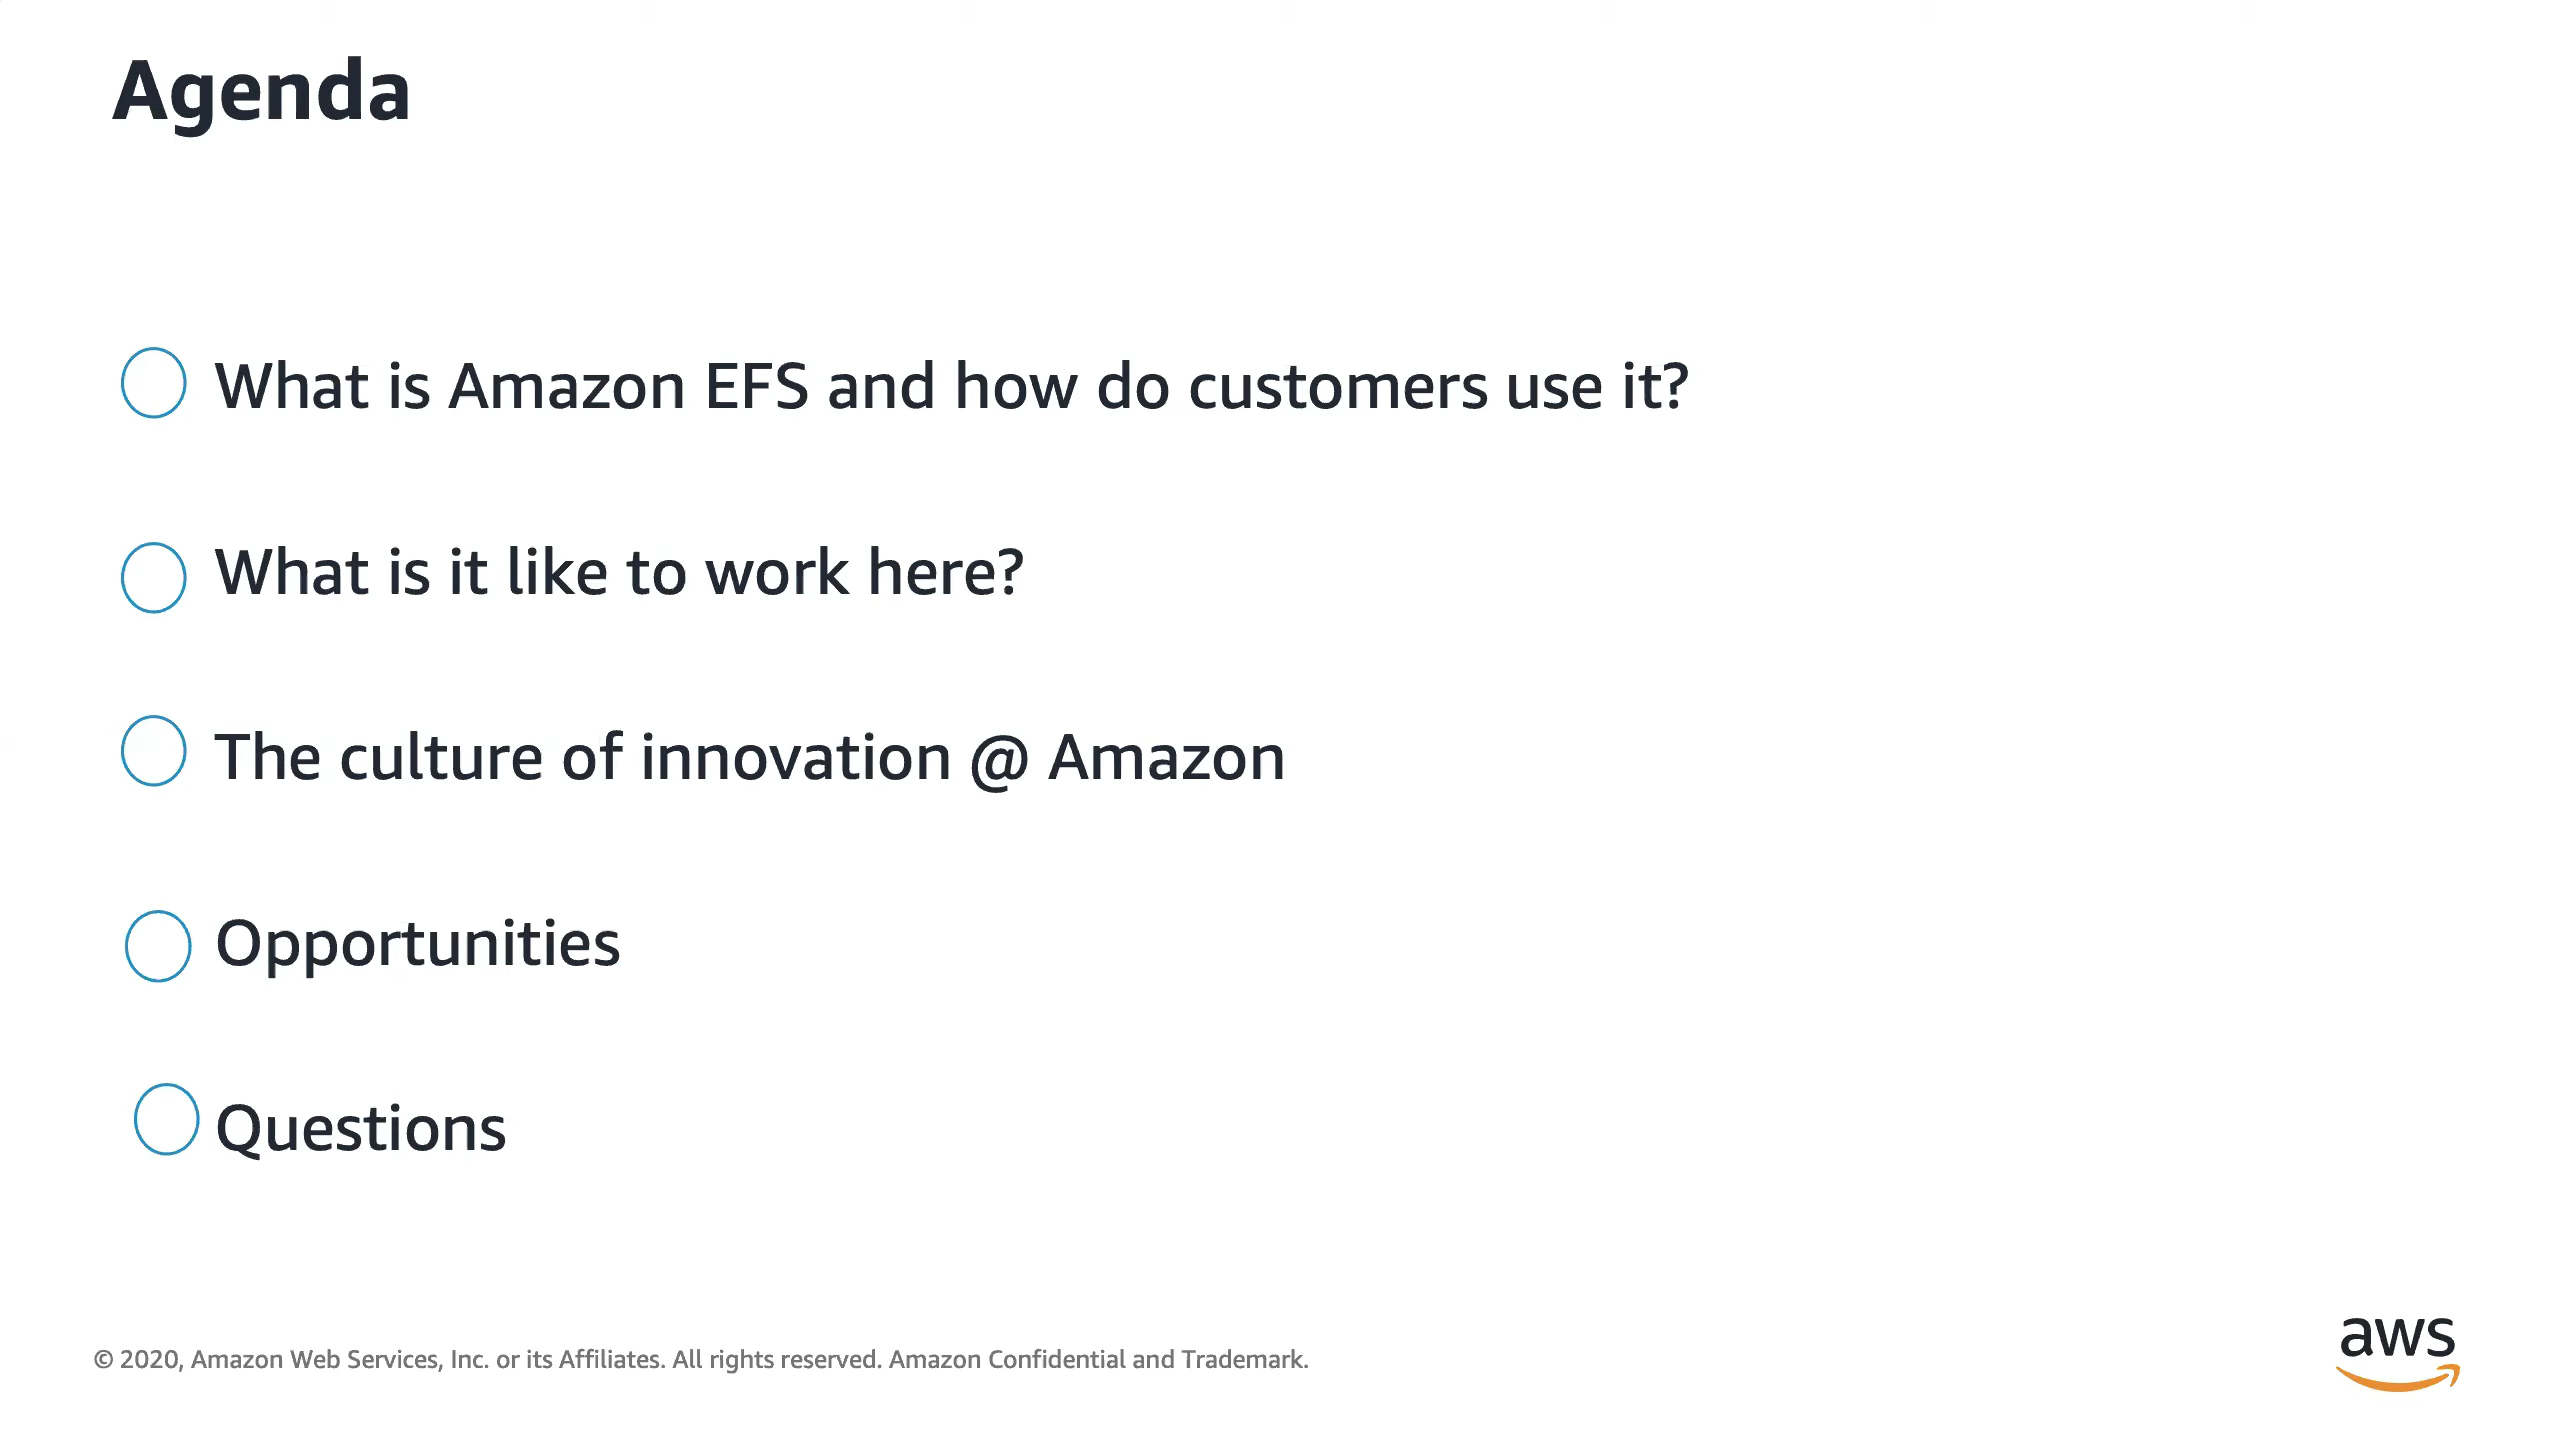 Agenda
What is Amazon EFS and how do customers use it?
What is it like to work here?
The culture of innovation @ Amazon
Opportunities
Questions
© 2020, Amazon Web Services, Inc. or its Affiliates. All rights reserved. Amazon Confidential and Trademark.
aws